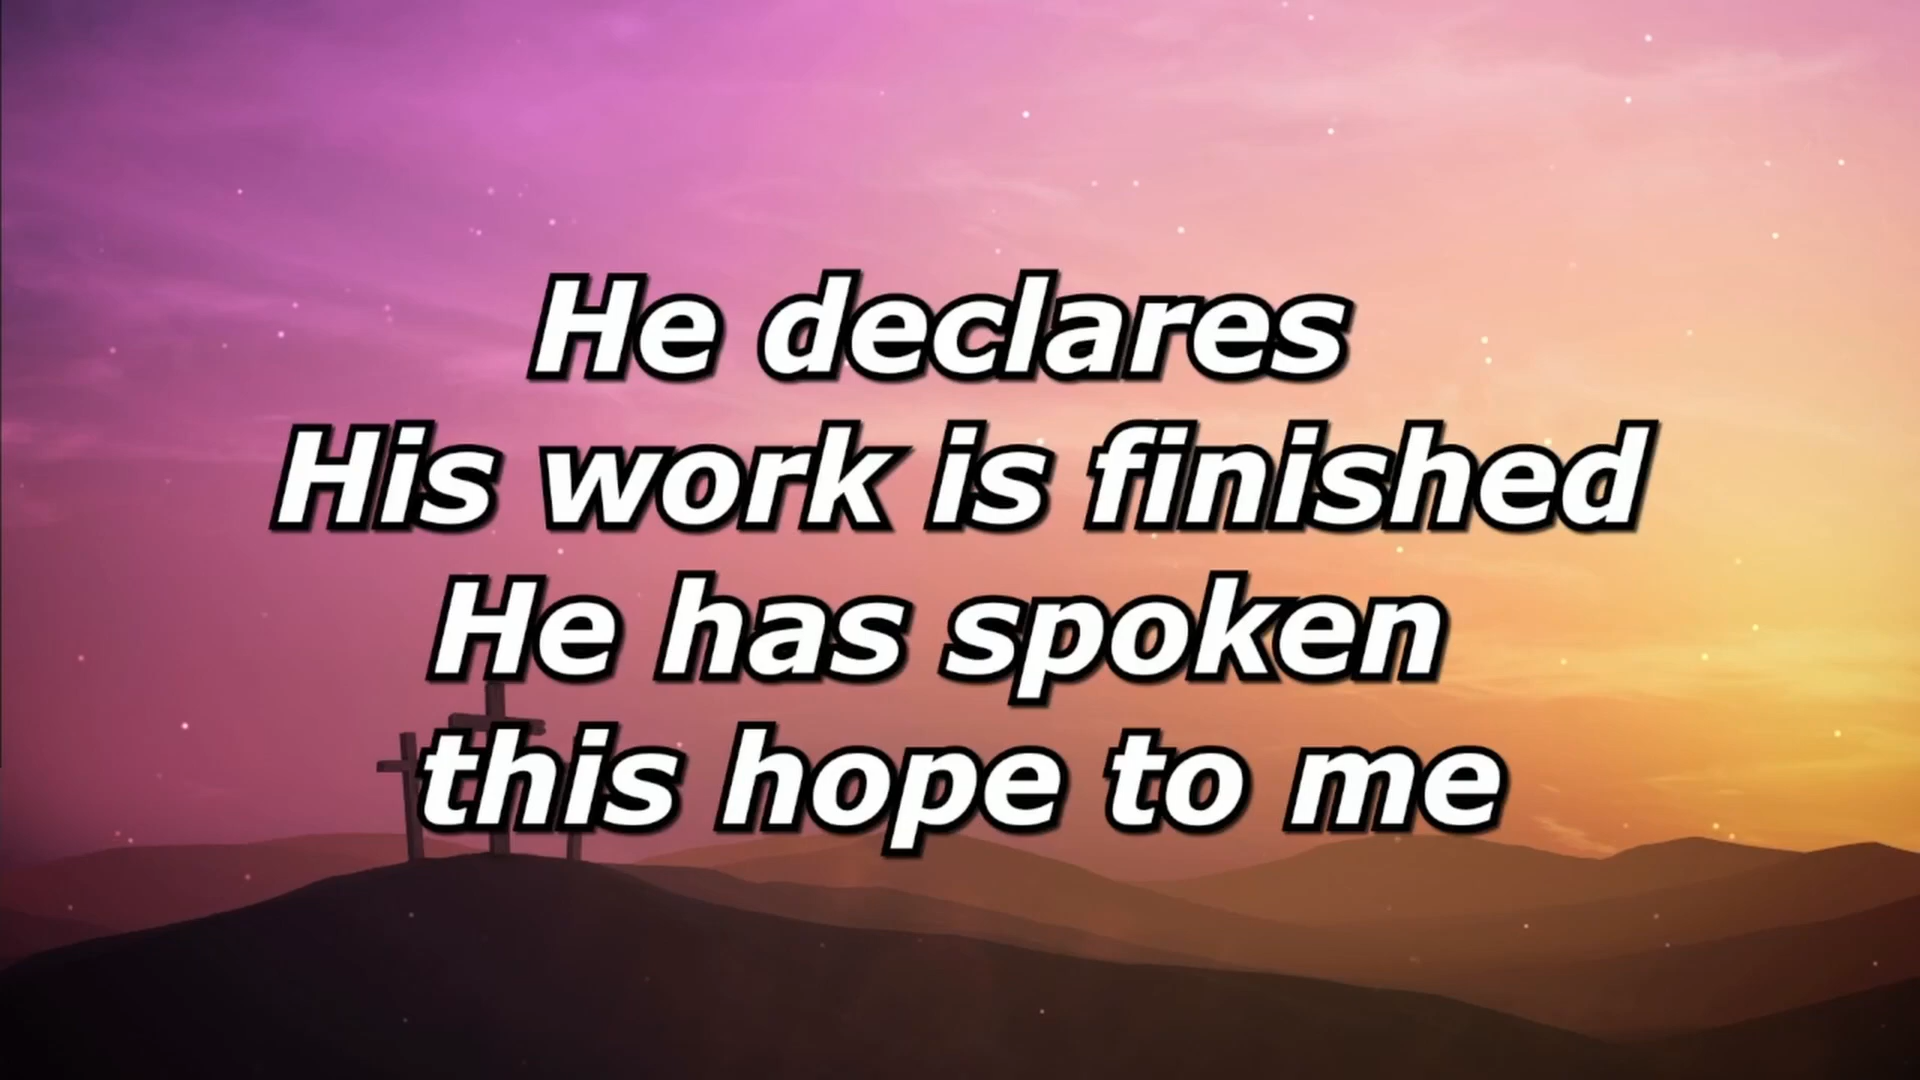 He declares
His work is finished
He has spoken
this hope to me